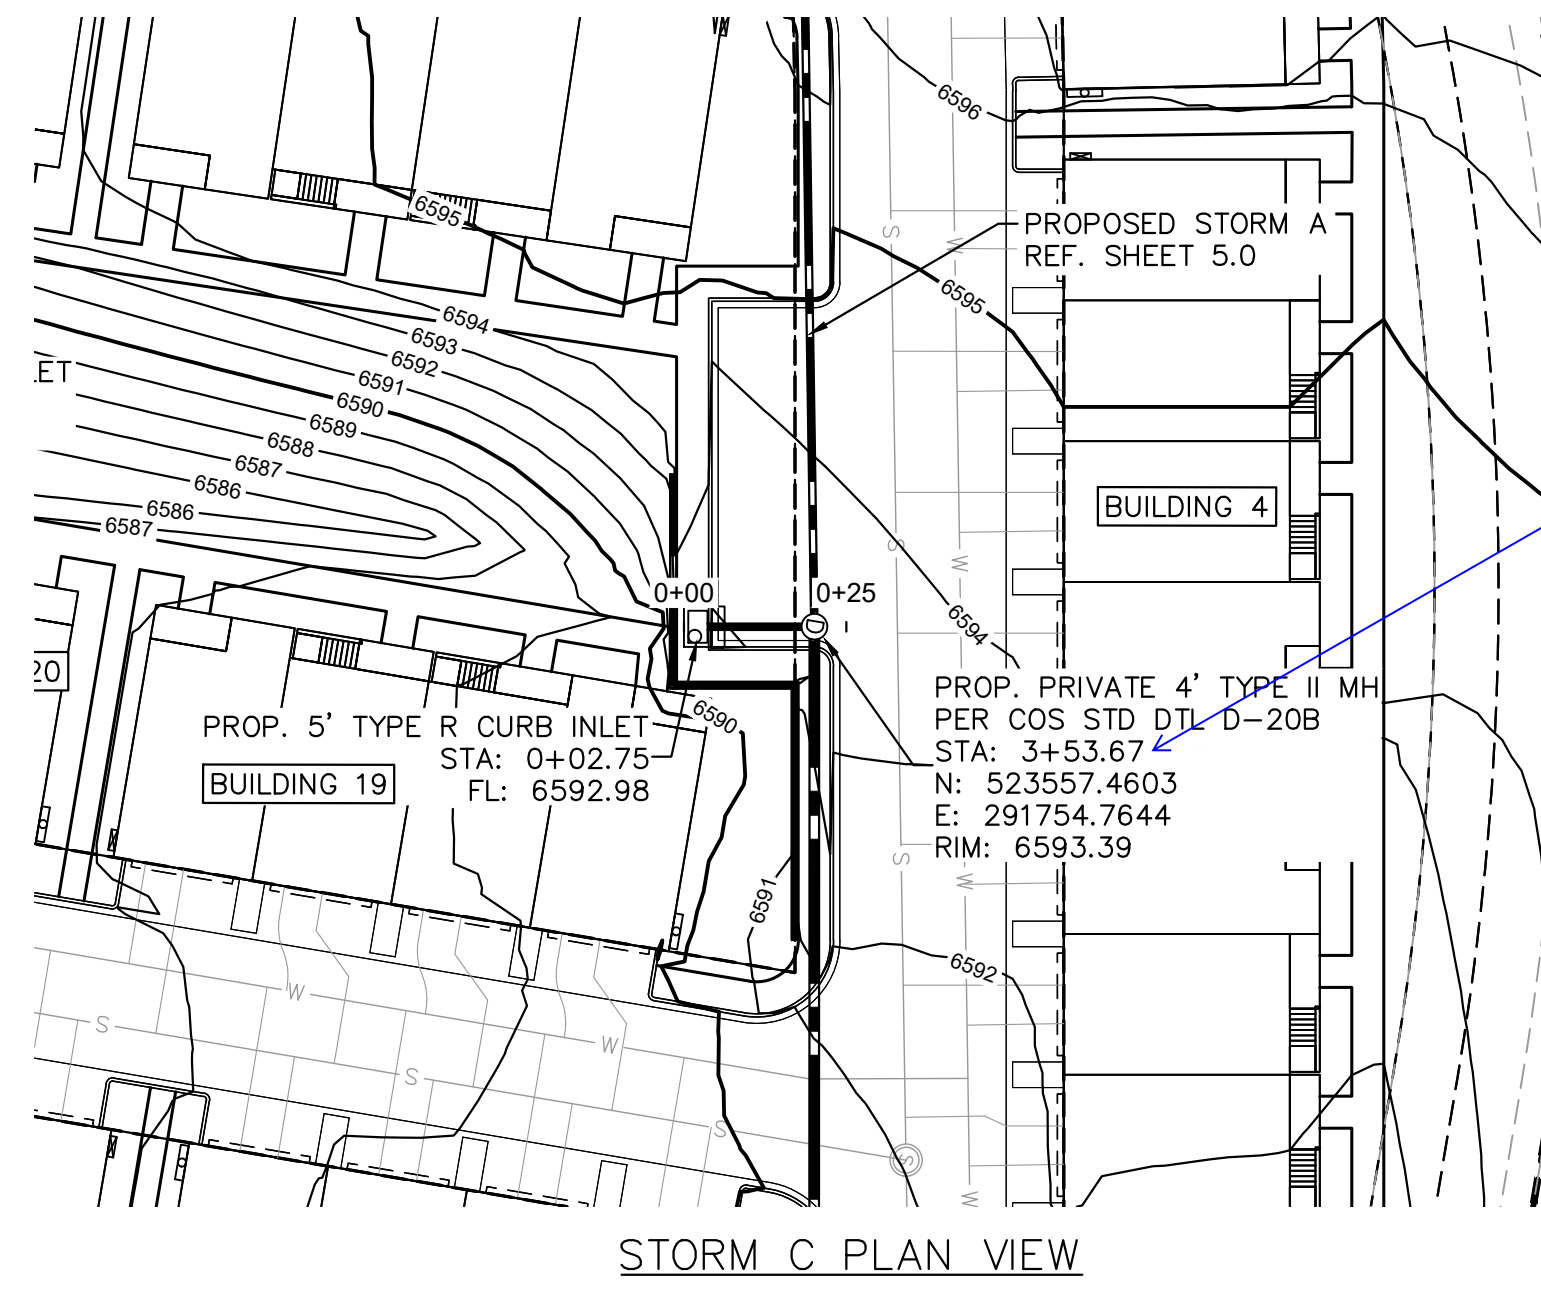 6596
PROPOSED STORM A
REF. SHEET 5.0
6595
S
W
6595
6594
6593
6592
6591
6590
6589
6588
6587
6586
6586
6587
LET
BUILDING 4
S
W
0+00
0+25
D
6594
20
PROP. PRIVATE 4' TYPE II MH
PER COS STD DTL D-20B
STA: 3+53.67
N: 523557.4603
E: 291754.7644
RIM: 6593.39
6590
PROP. 5' TYPE R CURB INLET
STA: 0+02.75
FL: 6592.98
BUILDING 19
S
W
6591
6592
W
S
W
S
S
S
W
STORM C PLAN VIEW